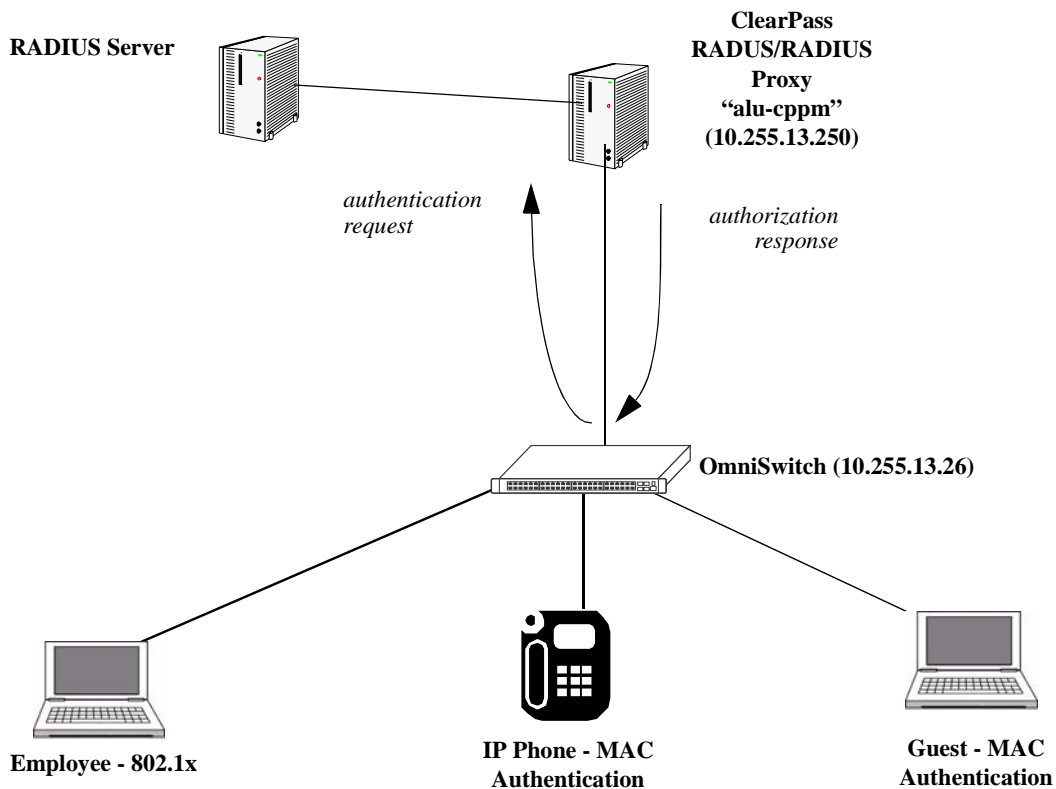 RADIUS Server
ClearPass
RADUS/RADIUS
Proxy
“alu-cppm”
(10.255.13.250)
authentication
request
authorization
response
OmniSwitch (10.255.13.26)
Employee - 802.1x
IP Phone - MAC
Authentication
Guest - MAC
Authentication